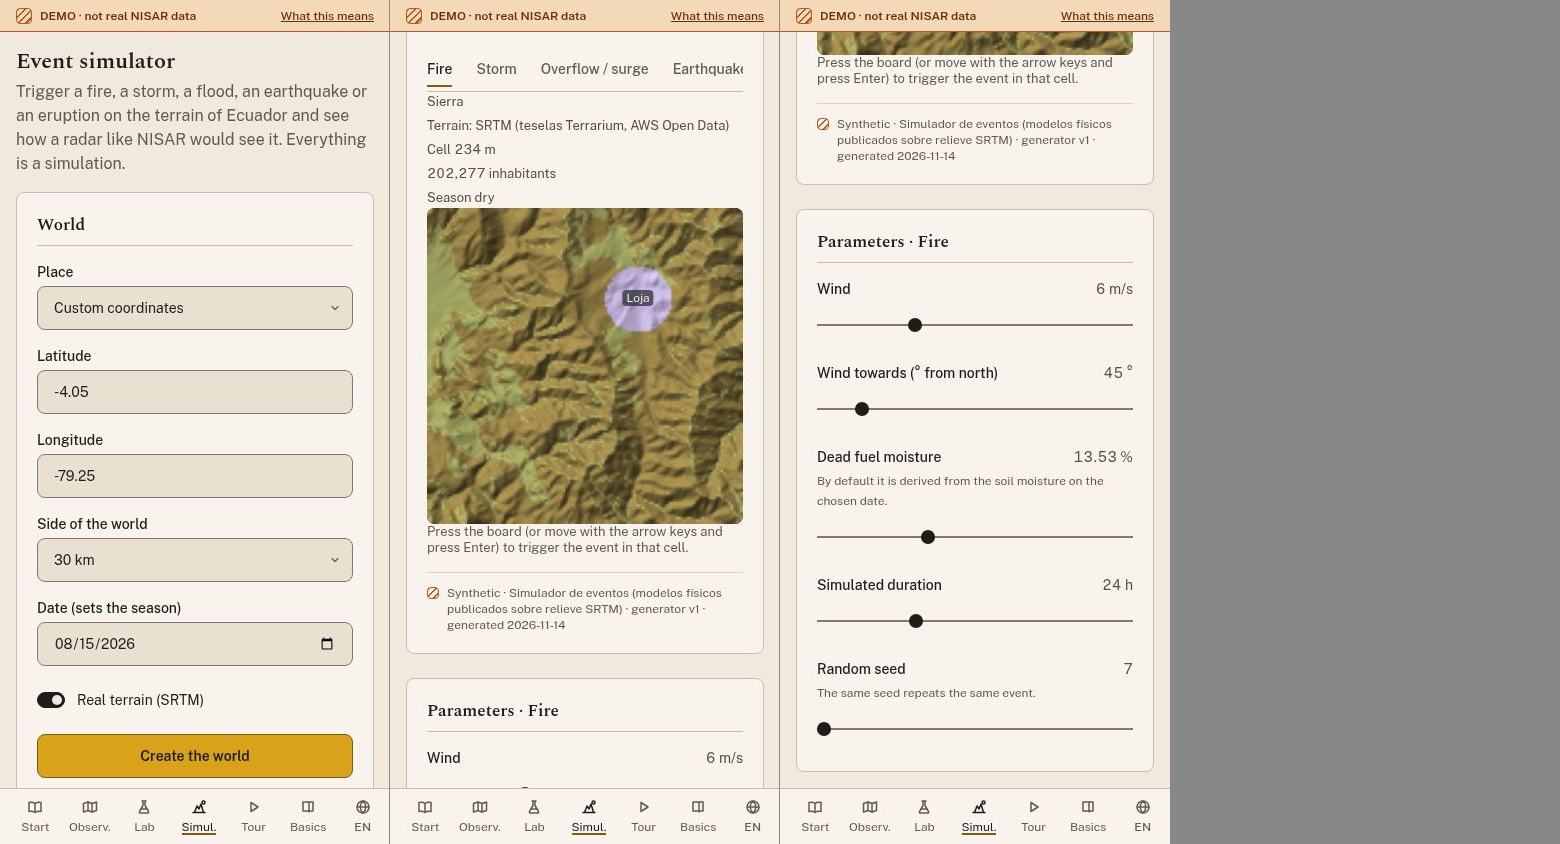 DEMO · not real NISAR data
What this means
Event simulator
Trigger a fire, a storm, a flood, an earthquake or
an eruption on the terrain of Ecuador and see
how a radar like NISAR would see it. Everything
is a simulation.
World
Place
Custom coordinates
Latitude
-4.05
Longitude
-79.25
Side of the world
30 km
Date (sets the season)
08/15/2026
Real terrain (SRTM)
Create the world
Start
Observ.
Lab
Simul.
Tour
Basics
EN
DEMO · not real NISAR data
What this means
Fire
Storm
Overflow / surge
Earthquake
Sierra
Terrain: SRTM (teselas Terrarium, AWS Open Data)
Cell 234 m
202,277 inhabitants
Season dry
Loja
Press the board (or move with the arrow keys and
press Enter) to trigger the event in that cell.
Synthetic · Simulador de eventos (modelos físicos
publicados sobre relieve SRTM) · generator v1 ·
generated 2026-11-14
Parameters · Fire
Wind
6 m/s
Start
Observ.
Lab
Simul.
Tour
Basics
EN
DEMO · not real NISAR data
What this means
Press the board (or move with the arrow keys and
press Enter) to trigger the event in that cell.
Synthetic · Simulador de eventos (modelos físicos
publicados sobre relieve SRTM) · generator v1 ·
generated 2026-11-14
Parameters · Fire
Wind
6 m/s
Wind towards (° from north)
45 °
Dead fuel moisture
13.53 %
By default it is derived from the soil moisture on the
chosen date.
Simulated duration
24 h
Random seed
7
The same seed repeats the same event.
Start
Observ.
Lab
Simul.
Tour
Basics
EN